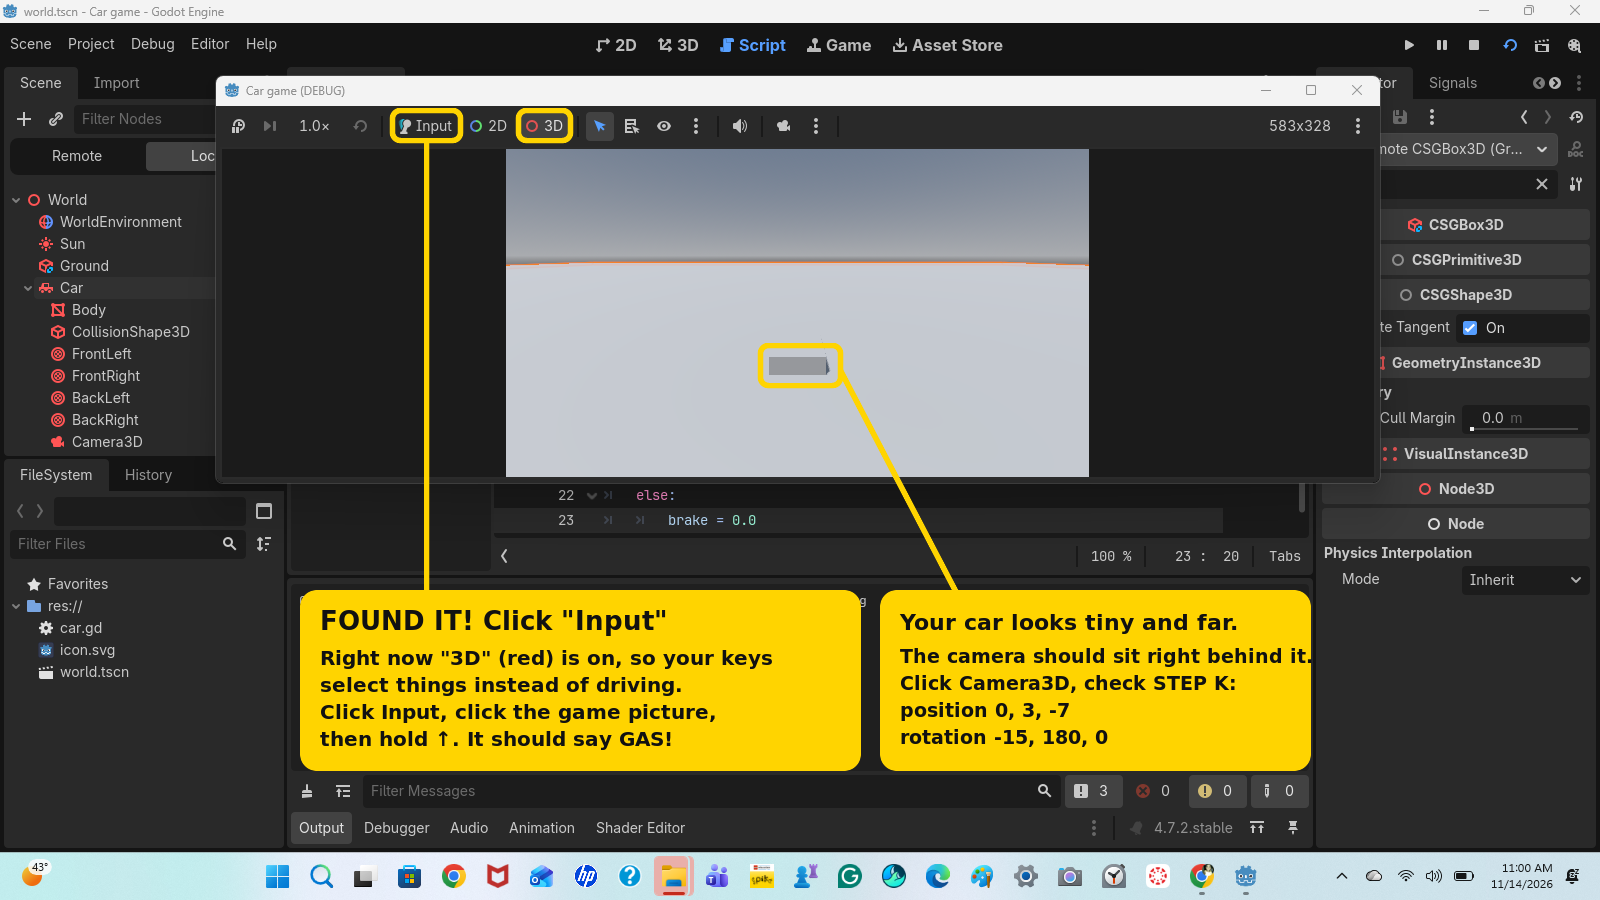 world.tscn - Car game - Godot Engine
Scene Project Debug Editor Help
2D 3D Script Game Asset Store
Scene Import
Signals
Car game (DEBUG)
Filter Nodes
1.0×
Input 2D 3D
583x328
Remote
World
WorldEnvironment
Sun
Ground
Car
Body
CollisionShape3D
FrontLeft
FrontRight
BackLeft
BackRight
Camera3D
CSGBox3D (Gr...
CSGBox3D
CSGPrimitive3D
CSGShape3D
Tangent On
GeometryInstance3D
Cull Margin 0.0 m
VisualInstance3D
Node3D
Node
Physics Interpolation
Mode Inherit
FileSystem History
Filter Files
Favorites
res://
car.gd
icon.svg
world.tscn
22 else:
23 brake = 0.0
100 % 23 : 20 Tabs
FOUND IT! Click "Input"
Right now "3D" (red) is on, so your keys
select things instead of driving.
Click Input, click the game picture,
then hold ↑. It should say GAS!
Your car looks tiny and far.
The camera should sit right behind it.
Click Camera3D, check STEP K:
position 0, 3, -7
rotation -15, 180, 0
Filter Messages
3 0 0 0
Output Debugger Audio Animation Shader Editor
4.7.2.stable
43°
11:00 AM
11/14/2026